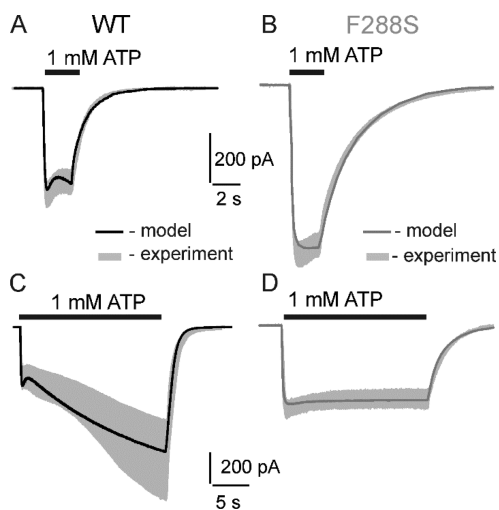 A WT
B F288S
1 mM ATP
1 mM ATP
200 pA
2 s
- model
- experiment
- model
- experiment
C
1 mM ATP
D
1 mM ATP
200 pA
5 s